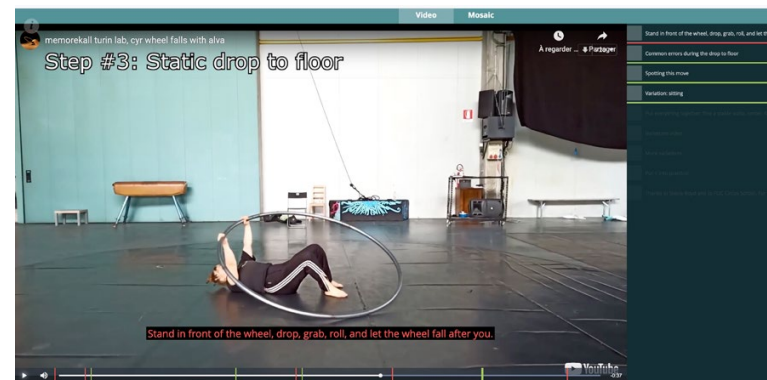 Video
Mosaic
memorekall turin lab, cyr wheel falls with alva
À regarder ...
Partager
Step #3: Static drop to floor
Stand in front of the wheel, drop, grab, roll, and let th
Common errors during the drop to floor
Spotting this move
Variation: sitting
Stand in front of the wheel, drop, grab, roll, and let the wheel fall after you.
YouTube